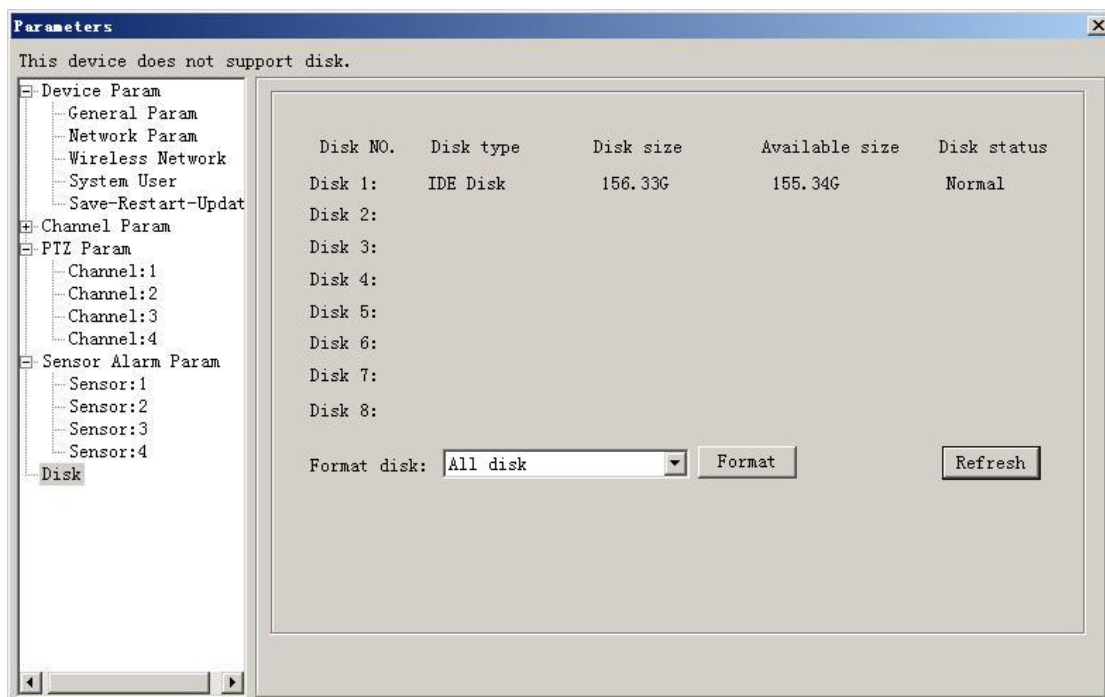 Parameters
This device does not support disk.
Device Param
General Param
Network Param
Wireless Network
System User
Save-Restart-Updat
Channel Param
PTZ Param
Channel:1
Channel:2
Channel:3
Channel:4
Sensor Alarm Param
Sensor:1
Sensor:2
Sensor:3
Sensor:4
Disk
Disk NO. Disk type Disk size Available size Disk status
Disk 1: IDE Disk 156.33G 155.34G Normal
Disk 2:
Disk 3:
Disk 4:
Disk 5:
Disk 6:
Disk 7:
Disk 8:
Format disk: All disk Format Refresh